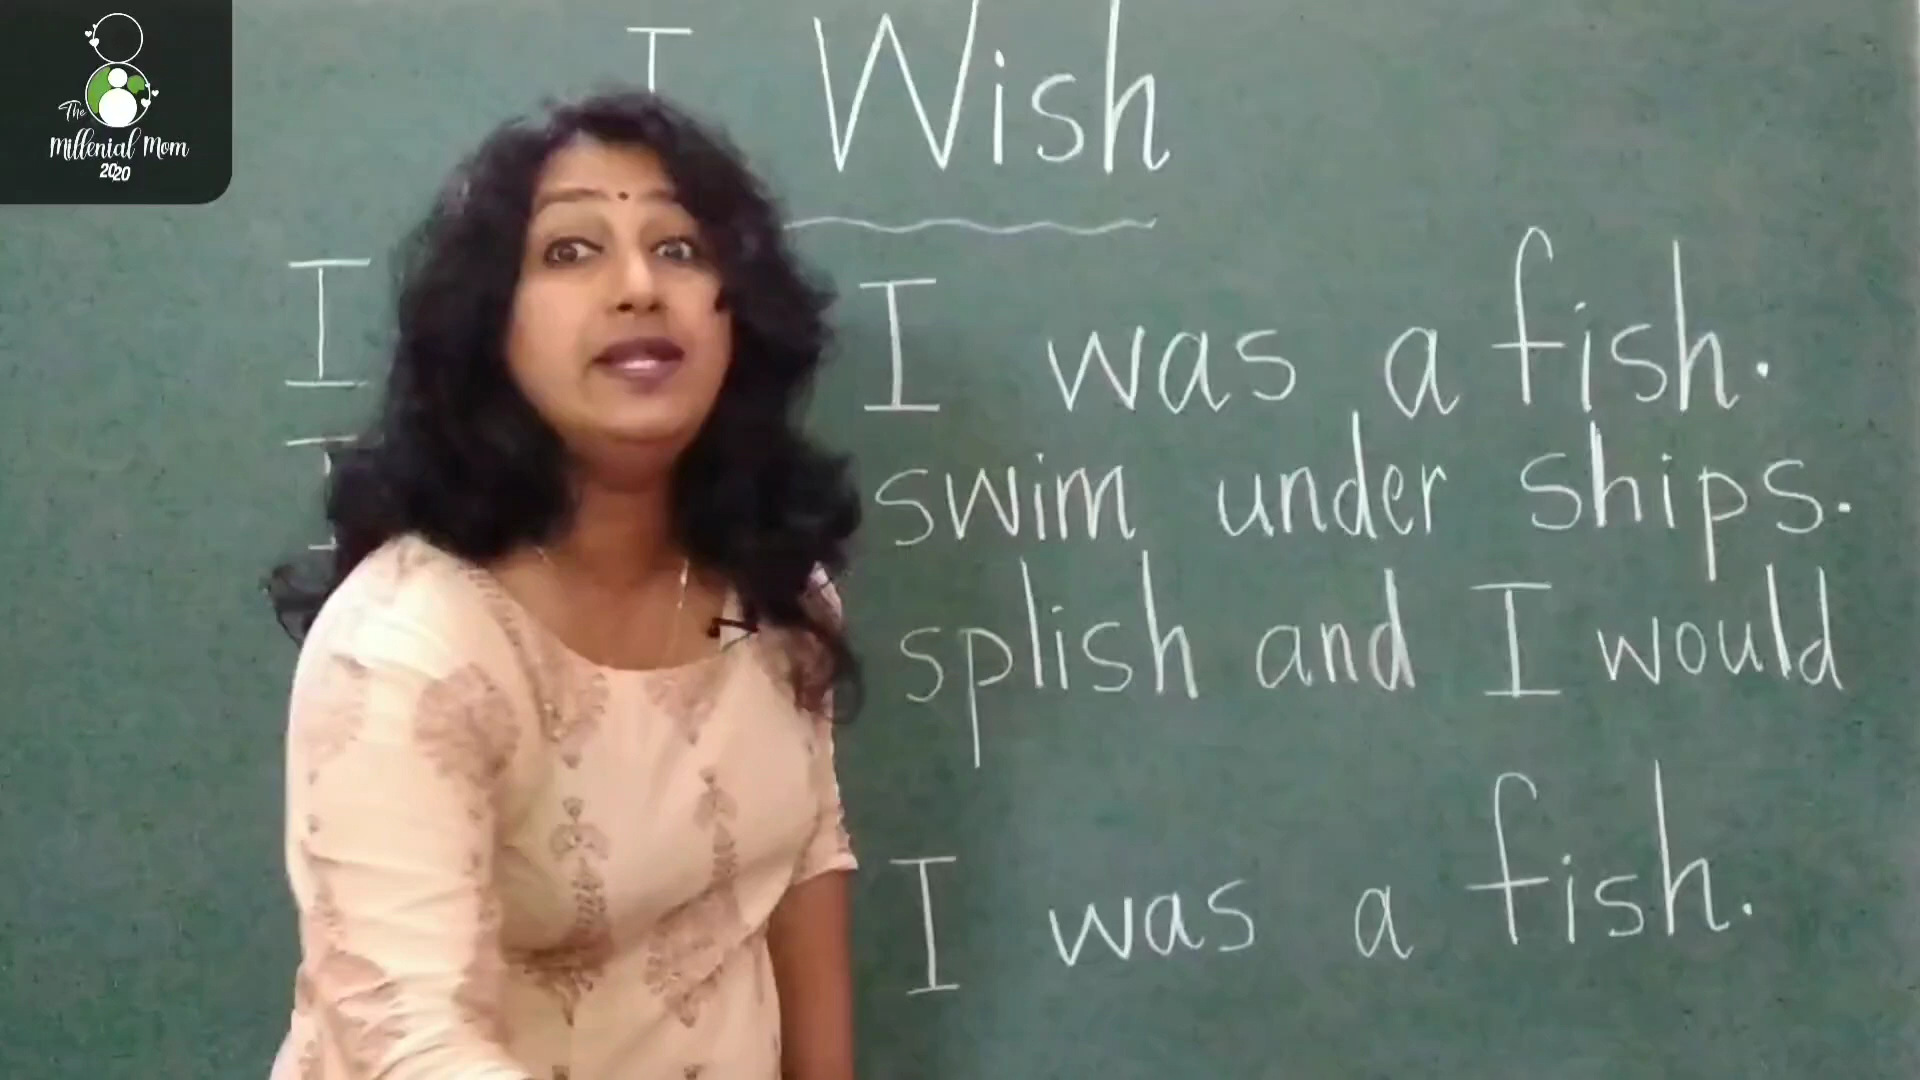 The
Millenial Mom
2020
I Wish
I I was a fish.
I swim under ships.
splish and I would
I was a fish.